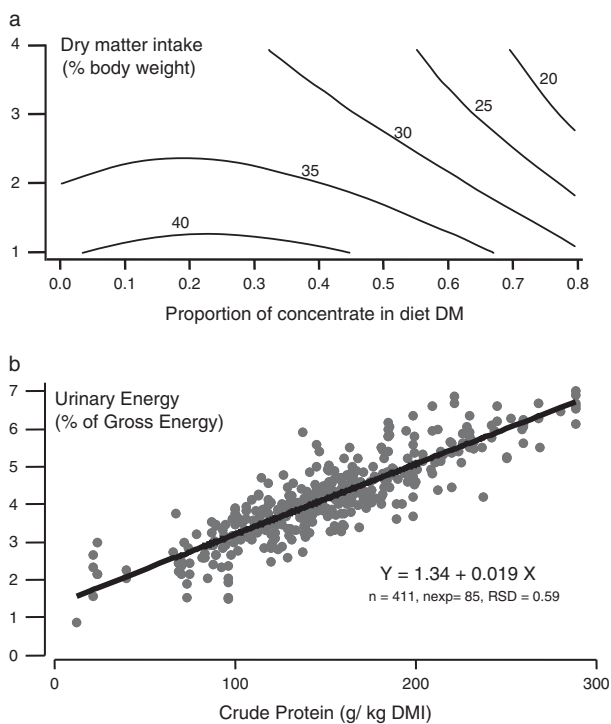 a
Dry matter intake
(% body weight)
4
3
2
1
20
25
30
35
40
0.0 0.1 0.2 0.3 0.4 0.5 0.6 0.7 0.8
Proportion of concentrate in diet DM
b
Urinary Energy
(% of Gross Energy)
7
6
5
4
3
2
1
0
Y = 1.34 + 0.019 X
n = 411, nexp= 85, RSD = 0.59
0 100 200 300
Crude Protein (g/ kg DMI)